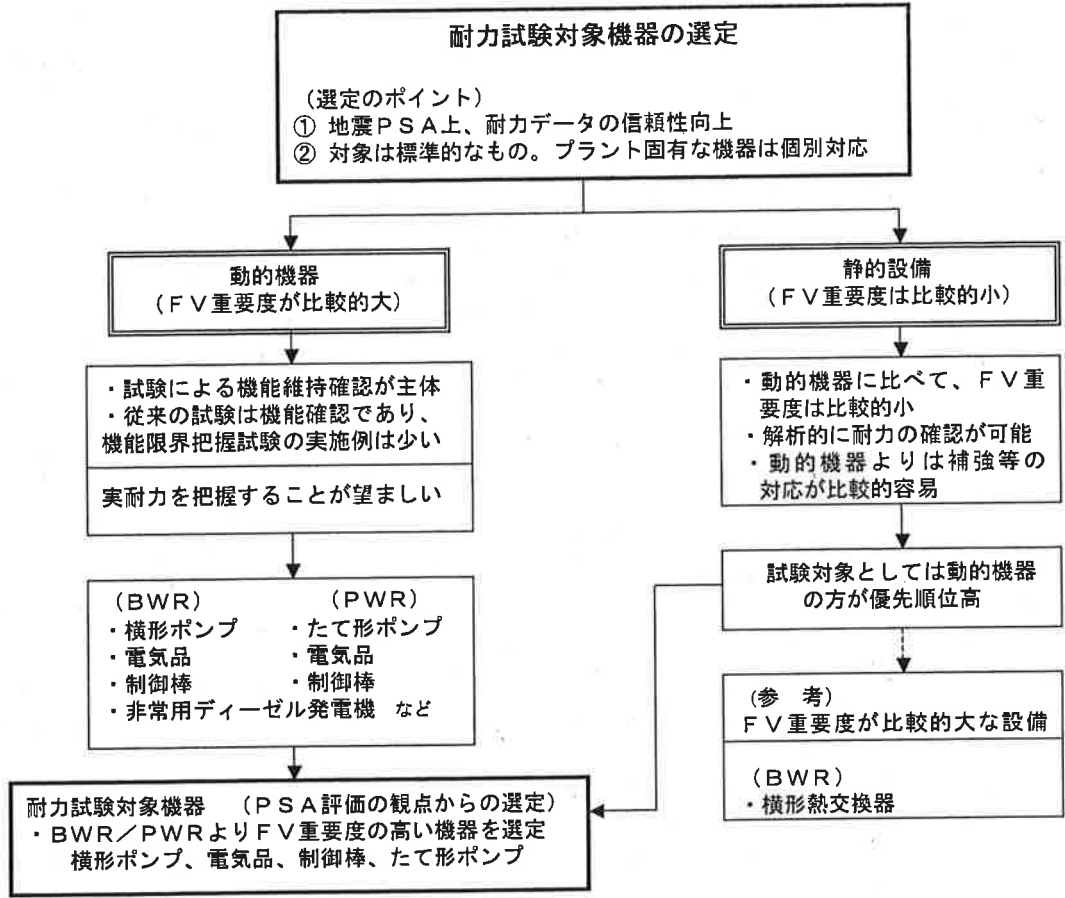 耐力試験対象機器の選定
（選定のポイント）
① 地震ＰＳＡ上、耐力データの信頼性向上
② 対象は標準的なもの。プラント固有な機器は個別対応
動的機器
（ＦＶ重要度が比較的大）
・試験による機能維持確認が主体
・従来の試験は機能確認であり、
機能限界把握試験の実施例は少い
実耐力を把握することが望ましい
（ＢＷＲ） （ＰＷＲ）
・横形ポンプ ・たて形ポンプ
・電気品 ・電気品
・制御棒 ・制御棒
・非常用ディーゼル発電機 など
静的設備
（ＦＶ重要度は比較的小）
・動的機器に比べて、ＦＶ重
要度は比較的小
・解析的に耐力の確認が可能
・動的機器よりは補強等の
対応が比較的容易
試験対象としては動的機器
の方が優先順位高
（参 考）
ＦＶ重要度が比較的大な設備
（ＢＷＲ）
・横形熱交換器
耐力試験対象機器 （ＰＳＡ評価の観点からの選定）
・ＢＷＲ／ＰＷＲよりＦＶ重要度の高い機器を選定
横形ポンプ、電気品、制御棒、たて形ポンプ